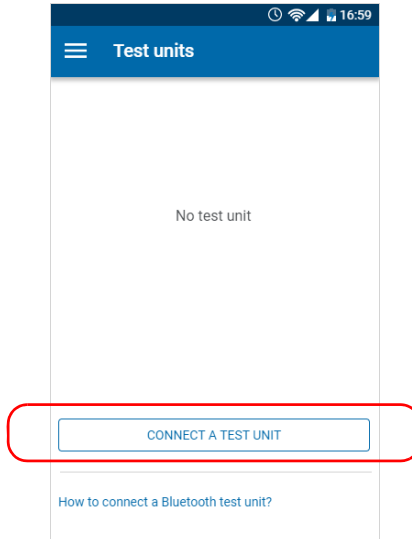 16:59
Test units
No test unit
CONNECT A TEST UNIT
How to connect a Bluetooth test unit?